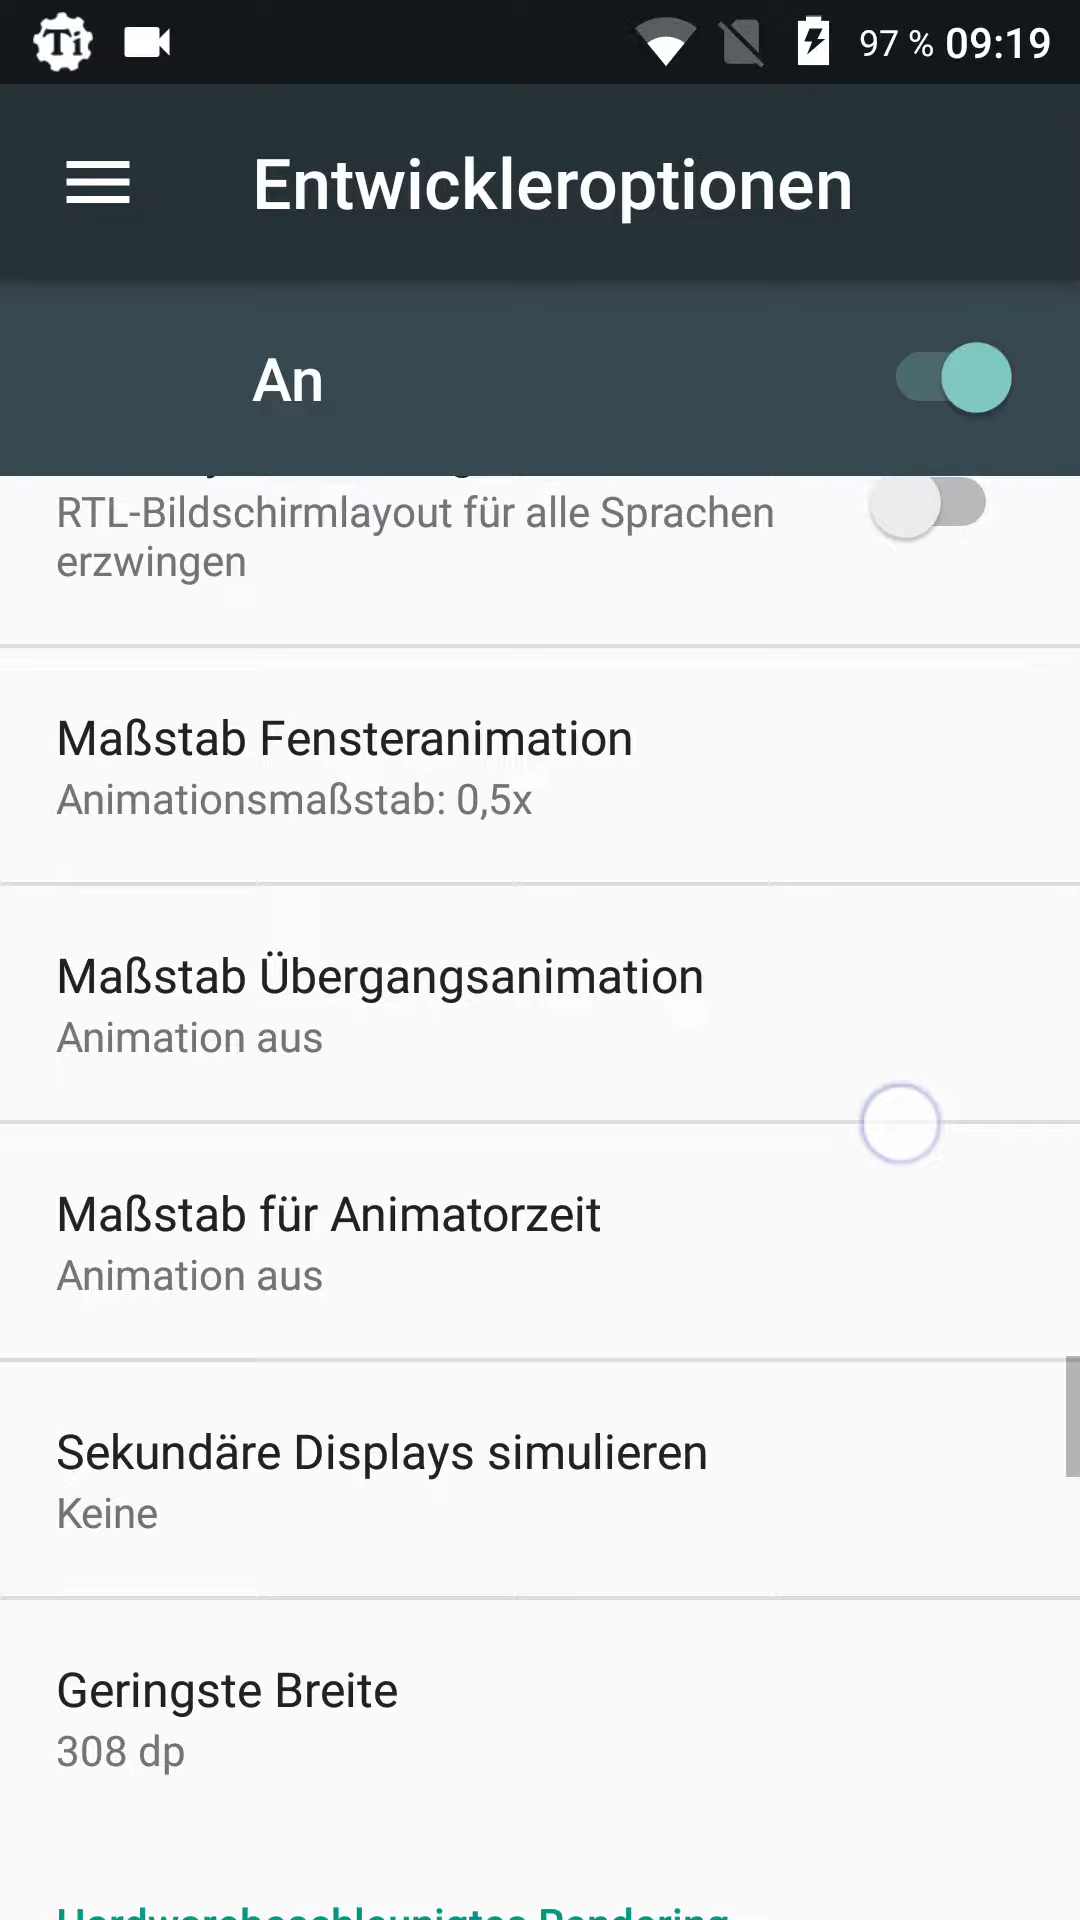 Ti
97 % 09:19
Entwickleroptionen
An
RTL-Bildschirmlayout für alle Sprachen
erzwingen
Maßstab Fensteranimation
Animationsmaßstab: 0,5x
Maßstab Übergangsanimation
Animation aus
Maßstab für Animatorzeit
Animation aus
Sekundäre Displays simulieren
Keine
Geringste Breite
308 dp
Hardwarebeschleunigtes Rendering